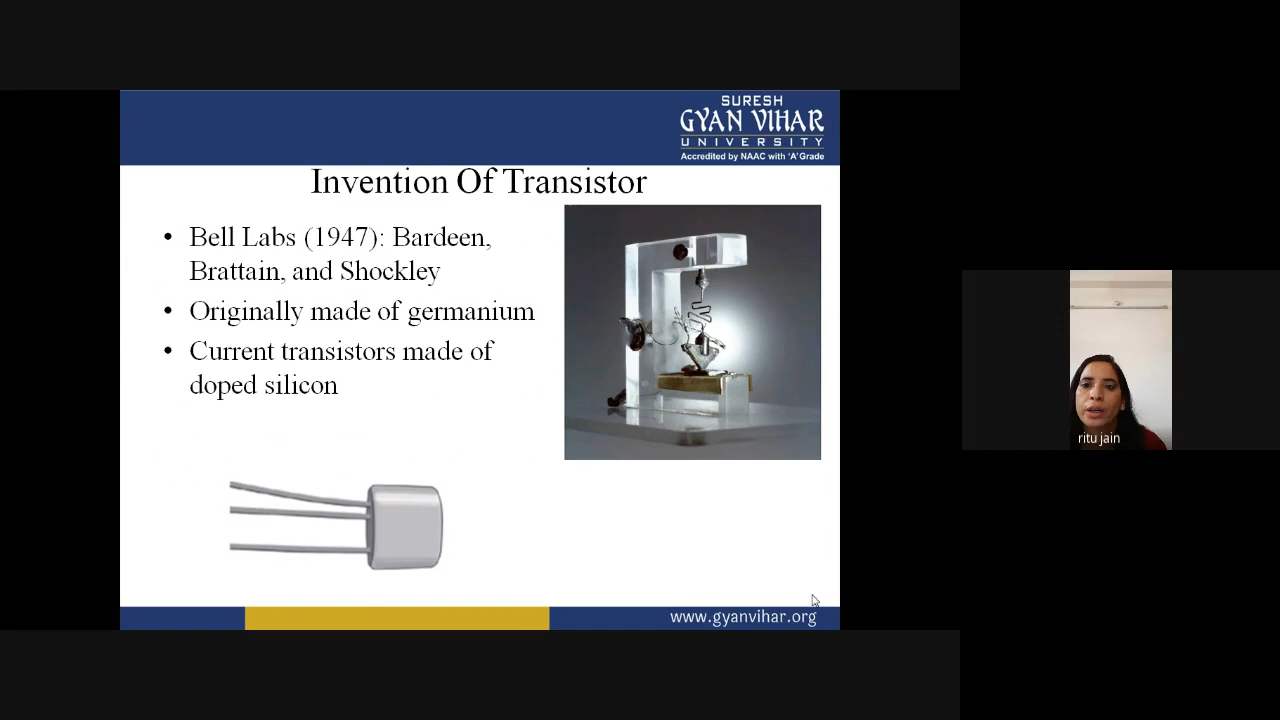 SURESH
GYAN VIHAR
UNIVERSITY
Accredited by NAAC with 'A' Grade
Invention Of Transistor
• Bell Labs (1947): Bardeen,
Brattain, and Shockley
• Originally made of germanium
• Current transistors made of
doped silicon
www.gyanvihar.org
ritu jain